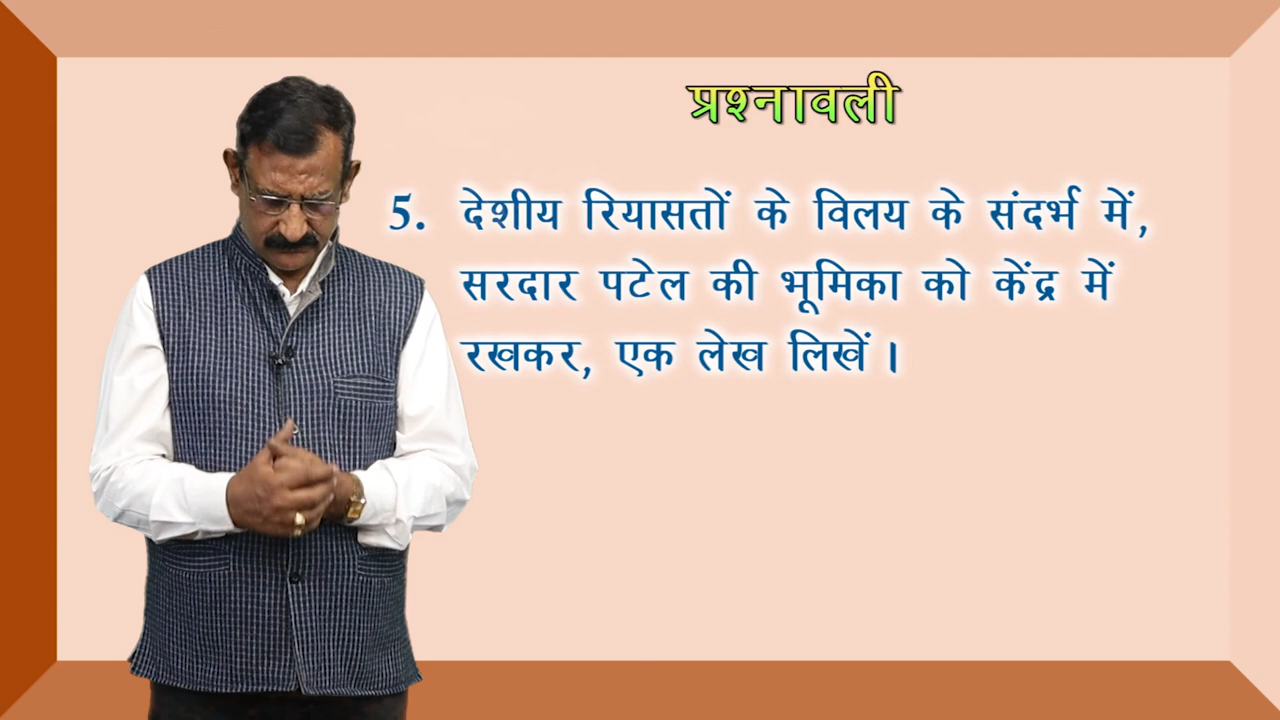 प्रश्नावली
5. देशीय रियासतों के विलय के संदर्भ में,
सरदार पटेल की भूमिका को केंद्र में
रखकर, एक लेख लिखें।